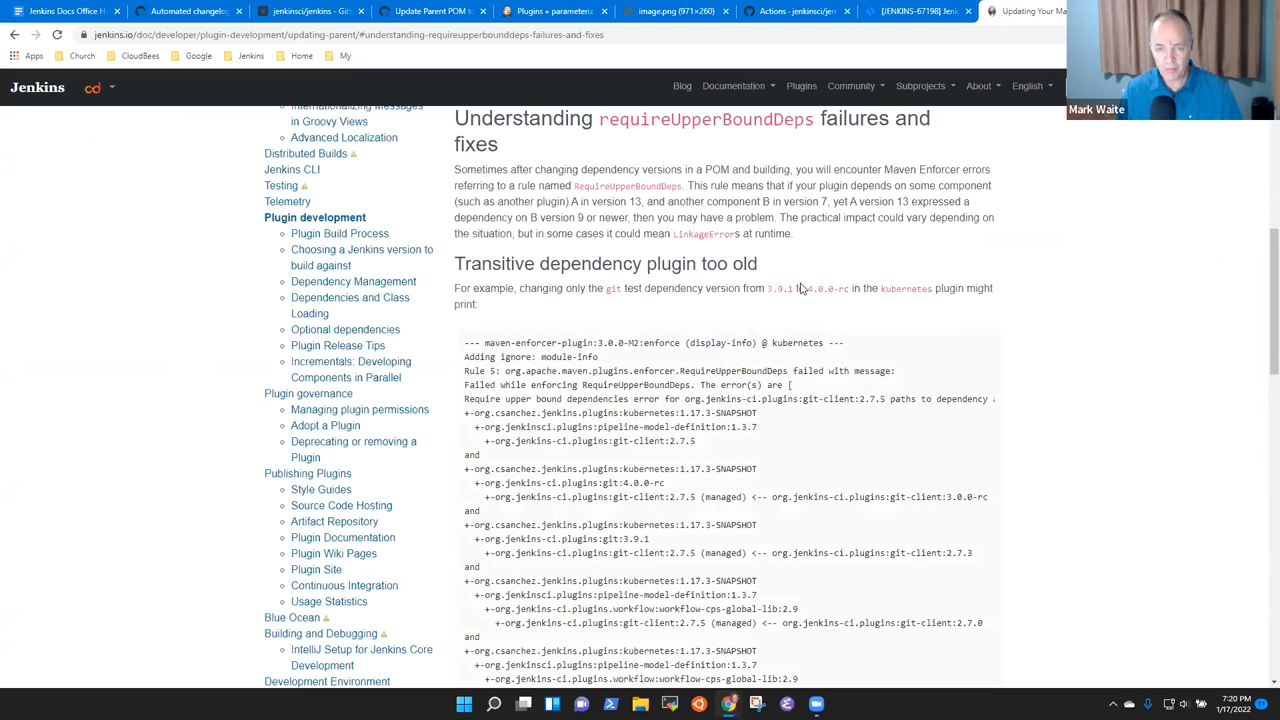 Jenkins Docs Office H
Automated changelog
jenkinsci/jenkins - Git
Update Parent POM to
Plugins + parameteriz
image.png (971×260)
Actions · jenkinsci/jen
[JENKINS-67198] Jenk
Updating Your Ma
jenkins.io/doc/developer/plugin-development/updating-parent/#understanding-requireupperbounddeps-failures-and-fixes
Apps
Church
CloudBees
Google
Jenkins
Home
My
Mark Waite
Jenkins
cd
Blog
Documentation
Plugins
Community
Subprojects
About
English
Internationalizing Messages
in Groovy Views
Advanced Localization
Distributed Builds
Jenkins CLI
Testing
Telemetry
Plugin development
Plugin Build Process
Choosing a Jenkins version to
build against
Dependency Management
Dependencies and Class
Loading
Optional dependencies
Plugin Release Tips
Incrementals: Developing
Components in Parallel
Plugin governance
Managing plugin permissions
Adopt a Plugin
Deprecating or removing a
Plugin
Publishing Plugins
Style Guides
Source Code Hosting
Artifact Repository
Plugin Documentation
Plugin Wiki Pages
Plugin Site
Continuous Integration
Usage Statistics
Blue Ocean
Building and Debugging
IntelliJ Setup for Jenkins Core
Development
Development Environment
Understanding requireUpperBoundDeps failures and
fixes
Sometimes after changing dependency versions in a POM and building, you will encounter Maven Enforcer errors
referring to a rule named RequireUpperBoundDeps. This rule means that if your plugin depends on some component
(such as another plugin) A in version 13, and another component B in version 7, yet A version 13 expressed a
dependency on B version 9 or newer, then you may have a problem. The practical impact could vary depending on
the situation, but in some cases it could mean LinkageErrors at runtime.
Transitive dependency plugin too old
For example, changing only the git test dependency version from 3.9.1 t 4.0.0-rc in the kubernetes plugin might
print:
--- maven-enforcer-plugin:3.0.0-M2:enforce (display-info) @ kubernetes ---
Adding ignore: module-info
Rule 5: org.apache.maven.plugins.enforcer.RequireUpperBoundDeps failed with message:
Failed while enforcing RequireUpperBoundDeps. The error(s) are [
Require upper bound dependencies error for org.jenkins-ci.plugins:git-client:2.7.5 paths to dependency a
+-org.csanchez.jenkins.plugins:kubernetes:1.17.3-SNAPSHOT
+-org.jenkinsci.plugins:pipeline-model-definition:1.3.7
+-org.jenkins-ci.plugins:git-client:2.7.5
and
+-org.csanchez.jenkins.plugins:kubernetes:1.17.3-SNAPSHOT
+-org.jenkins-ci.plugins:git:4.0.0-rc
+-org.jenkins-ci.plugins:git-client:2.7.5 (managed) <-- org.jenkins-ci.plugins:git-client:3.0.0-rc
and
+-org.csanchez.jenkins.plugins:kubernetes:1.17.3-SNAPSHOT
+-org.jenkins-ci.plugins:git:3.9.1
+-org.jenkins-ci.plugins:git-client:2.7.5 (managed) <-- org.jenkins-ci.plugins:git-client:2.7.3
and
+-org.csanchez.jenkins.plugins:kubernetes:1.17.3-SNAPSHOT
+-org.jenkinsci.plugins:pipeline-model-definition:1.3.7
+-org.jenkins-ci.plugins.workflow:workflow-cps-global-lib:2.9
+-org.jenkins-ci.plugins:git-client:2.7.5 (managed) <-- org.jenkins-ci.plugins:git-client:2.7.0
and
+-org.csanchez.jenkins.plugins:kubernetes:1.17.3-SNAPSHOT
+-org.jenkinsci.plugins:pipeline-model-definition:1.3.7
+-org.jenkins-ci.plugins.workflow:workflow-cps-global-lib:2.9
7:20 PM
1/17/2022